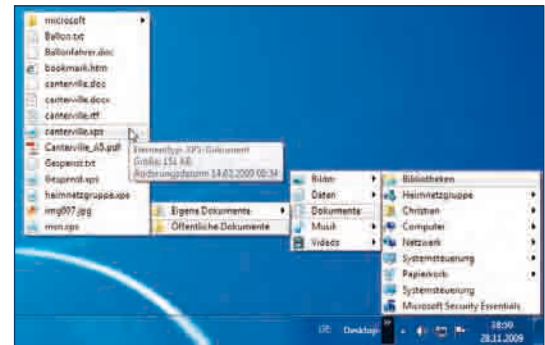 microsoft
Ballon.txt
Ballonfahrer.doc
bookmark.htm
canterville.doc
canterville.docx
canterville.rtf
canterville.xps
Canterville_A5.pdf
Gespenst.txt
Gespenst.xps
heimnetzgruppe.xps
img007.jpg
mcn.xps
Elementtyp: XPS-Dokument
Größe: 151 KB
Änderungsdatum 14.02.2009 00:34
Eigene Dokumente
Öffentliche Dokumente
Bilder
Daten
Dokumente
Musik
Videos
Bibliotheken
Heimnetzgruppe
Christian
Computer
Netzwerk
Systemsteuerung
Papierkorb
Systemsteuerung
Microsoft Security Essentials
DE Desktop
28.11.2009